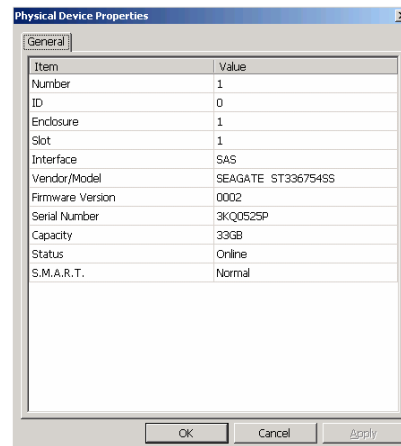 Physical Device Properties
General
Item Value
Number 1
ID 0
Enclosure 1
Slot 1
Interface SAS
Vendor/Model SEAGATE ST336754SS
Firmware Version 0002
Serial Number 3KQ0525P
Capacity 33GB
Status Online
S.M.A.R.T. Normal
OK Cancel Apply